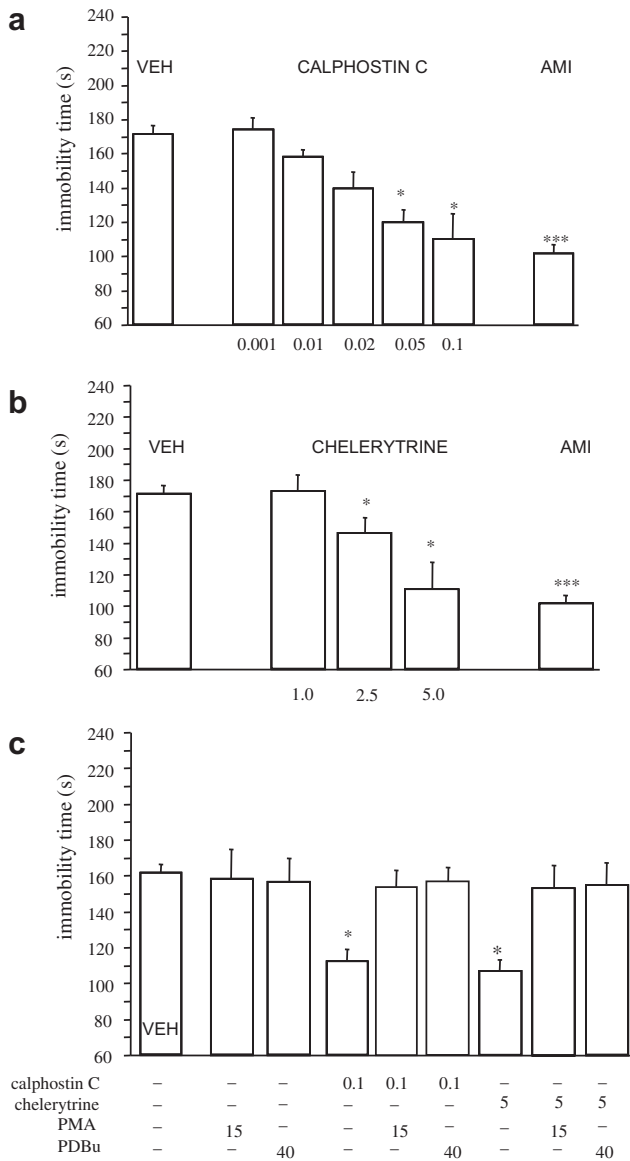 a
immobility time (s)
240
220
200
180
160
140
120
100
80
60
VEH CALPHOSTIN C AMI
* * ***
0.001 0.01 0.02 0.05 0.1
b
immobility time (s)
240
220
200
180
160
140
120
100
80
60
VEH CHELERYTRINE AMI
* * ***
1.0 2.5 5.0
c
immobility time (s)
240
220
200
180
160
140
120
100
80
60
* *
VEH
calphostin C – – – 0.1 0.1 0.1 – – –
chelerytrine – – – – – – 5 5 5
PMA – 15 – – 15 – – 15 –
PDBu – – 40 – – 40 – – 40